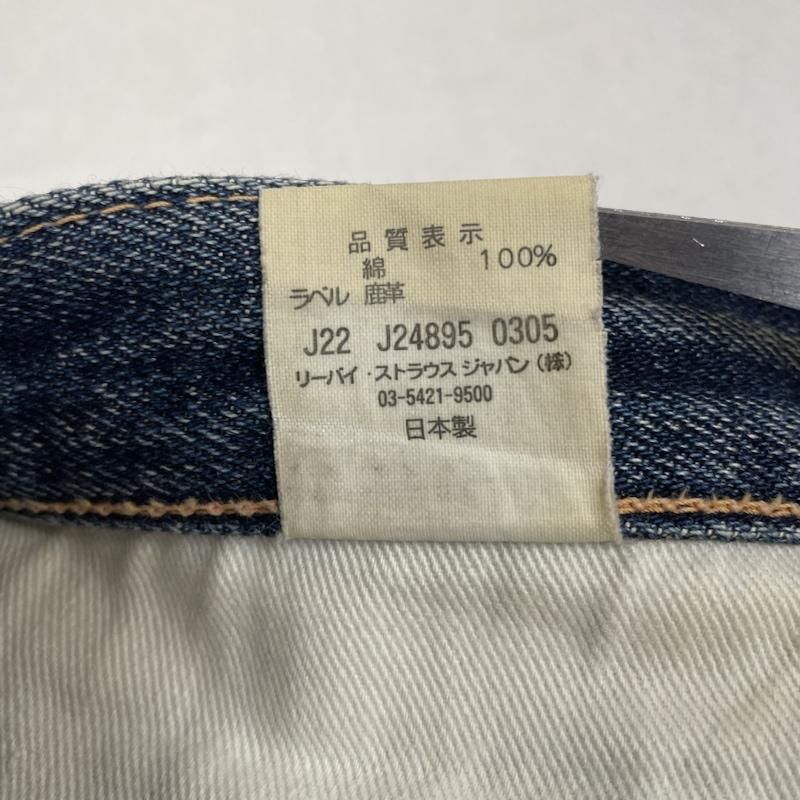 品質表示
綿 100%
ラベル 鹿革
J22 J24895 0305
リーバイ・ストラウス ジャパン(株)
03-5421-9500
日本製